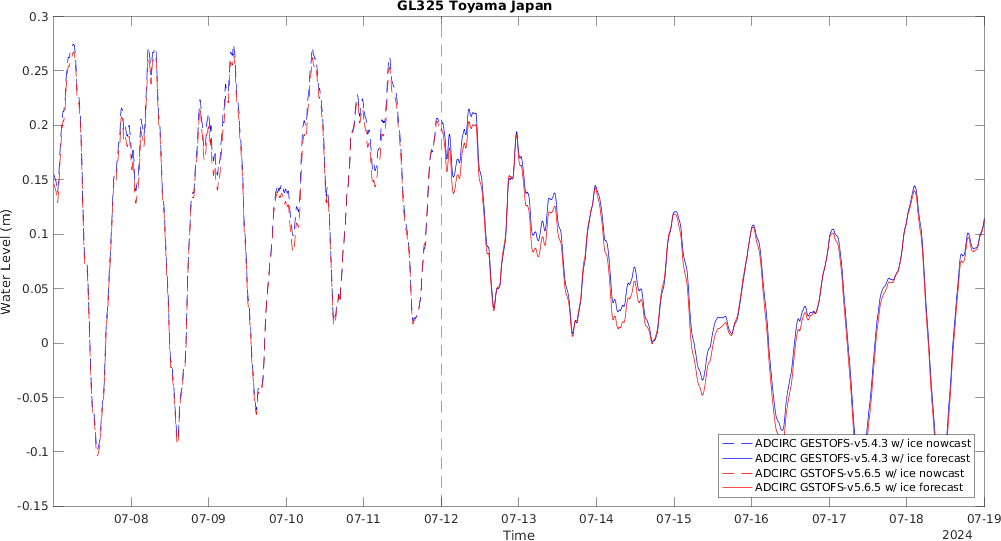 GL325 Toyama Japan
0.3
0.25
0.2
0.15
0.1
0.05
0
-0.05
-0.1
-0.15
Water Level (m)
ADCIRC GESTOFS-v5.4.3 w/ ice nowcast
ADCIRC GESTOFS-v5.4.3 w/ ice forecast
ADCIRC GSTOFS-v5.6.5 w/ ice nowcast
ADCIRC GSTOFS-v5.6.5 w/ ice forecast
07-08 07-09 07-10 07-11 07-12 07-13 07-14 07-15 07-16 07-17 07-18 07-19
Time
2024